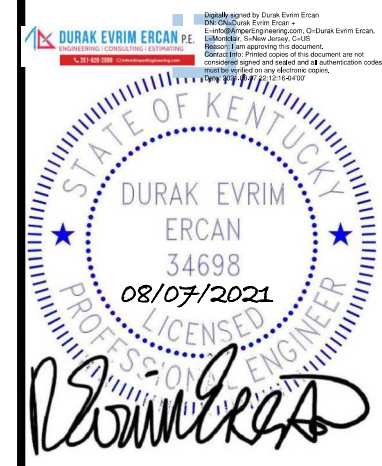 DURAK EVRIM ERCAN P.E.
ENGINEERING | CONSULTING | ESTIMATING
Digitally signed by Durak Evrim Ercan
DN: CN=Durak Evrim Ercan +
E=info@AmperEngineering.com, O=Durak Evrim Ercan,
L=Montclair, S=New Jersey, C=US
Reason: I am approving this document.
Contact Info: Printed copies of this document are not
considered signed and sealed and all authentication codes
must be verified on any electronic copies.
STATE OF KENTUCKY
DURAK EVRIM
ERCAN
34698
08/07/2021
LICENSED
PROFESSIONAL ENGINEER